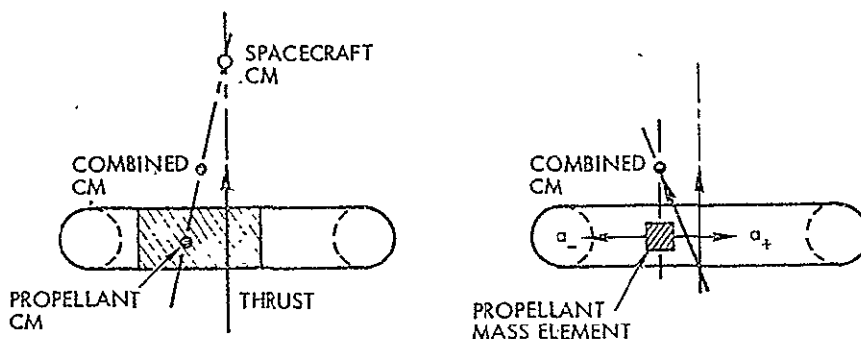 SPACECRAFT
CM
COMBINED
CM
PROPELLANT
CM
THRUST
COMBINED
CM
a_
a+
PROPELLANT
MASS ELEMENT